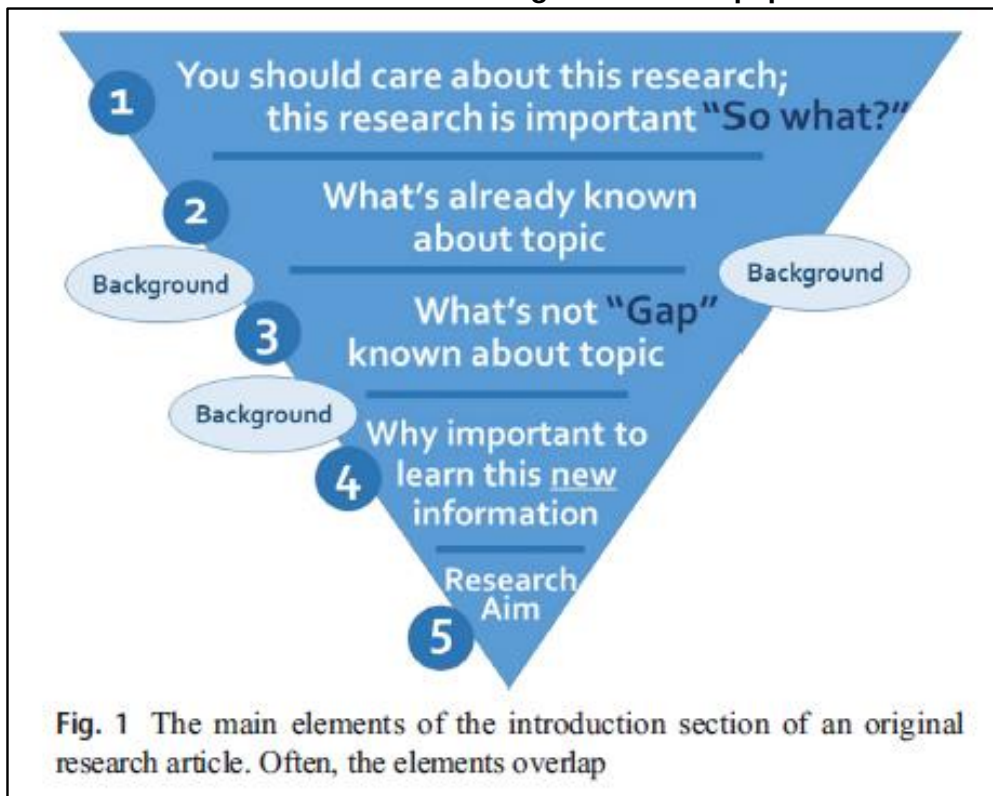 1
You should care about this research;
this research is important "So what?"
2
What's already known
about topic
Background
Background
3
What's not "Gap"
known about topic
Background
4
Why important to
learn this new
information
5
Research
Aim
Fig. 1 The main elements of the introduction section of an original
research article. Often, the elements overlap